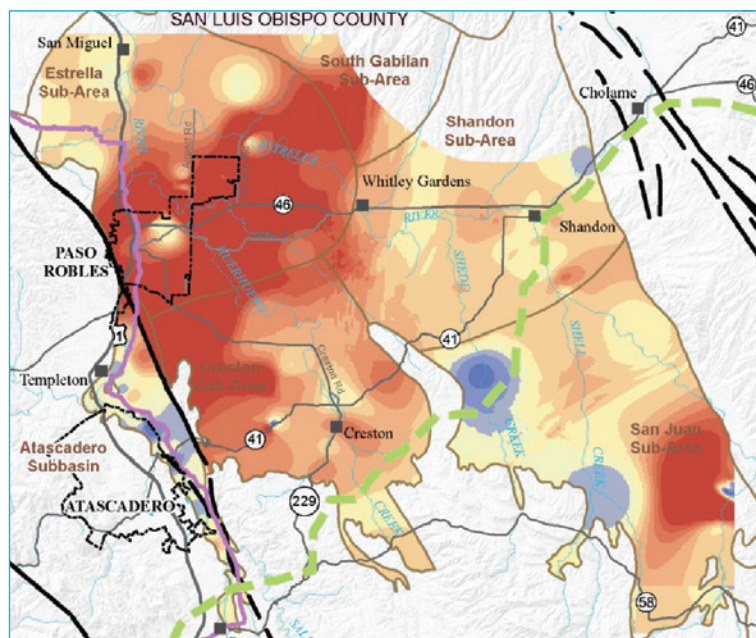 SAN LUIS OBISPO COUNTY
41
San Miguel
South Gabilan
Sub-Area
Estrella
Sub-Area
46
Cholame
Shandon
Sub-Area
RIVER
Whitley Gardens
46
RIVER
Shandon
PASO
ROBLES
HUERHUERO
SHEDD
SHELL
1
41
Templeton
Creston
Sub-Area
Creston Rd
Atascadero
Subbasin
41
Creston
CREEK
San Juan
Sub-Area
CREEK
ATASCADERO
229
CREEK
58